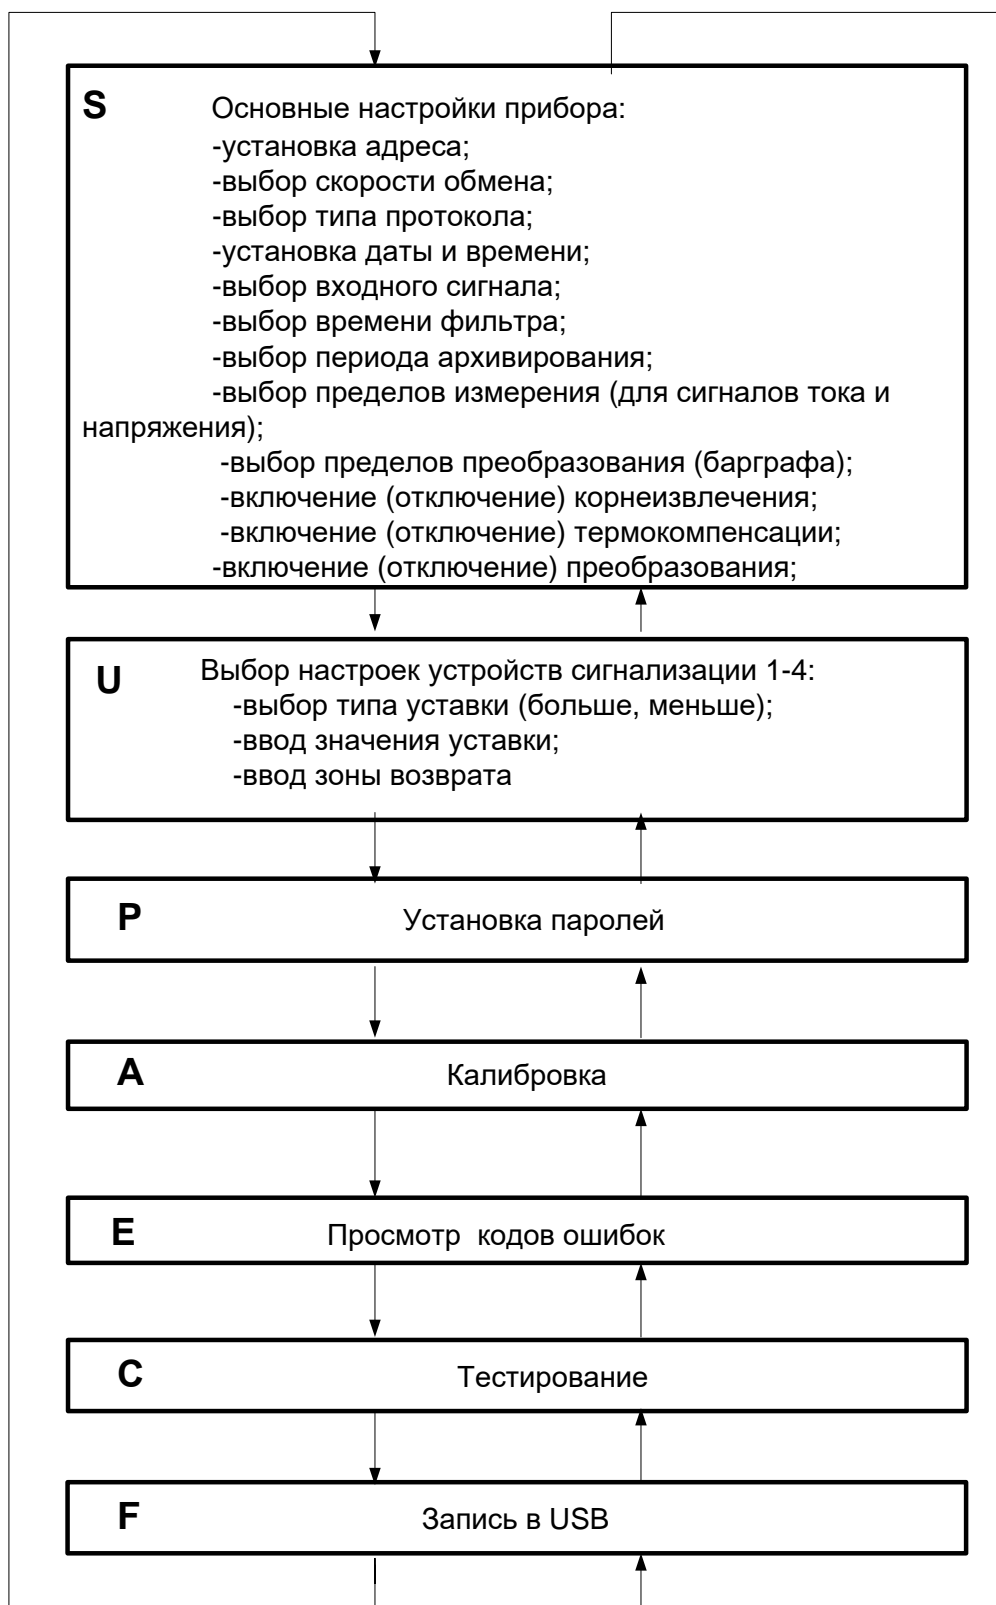 S Основные настройки прибора:
-установка адреса;
-выбор скорости обмена;
-выбор типа протокола;
-установка даты и времени;
-выбор входного сигнала;
-выбор времени фильтра;
-выбор периода архивирования;
-выбор пределов измерения (для сигналов тока и
напряжения);
-выбор пределов преобразования (барграфа);
-включение (отключение) корнеизвлечения;
-включение (отключение) термокомпенсации;
-включение (отключение) преобразования;
U Выбор настроек устройств сигнализации 1-4:
-выбор типа уставки (больше, меньше);
-ввод значения уставки;
-ввод зоны возврата
P Установка паролей
A Калибровка
E Просмотр кодов ошибок
C Тестирование
F Запись в USB